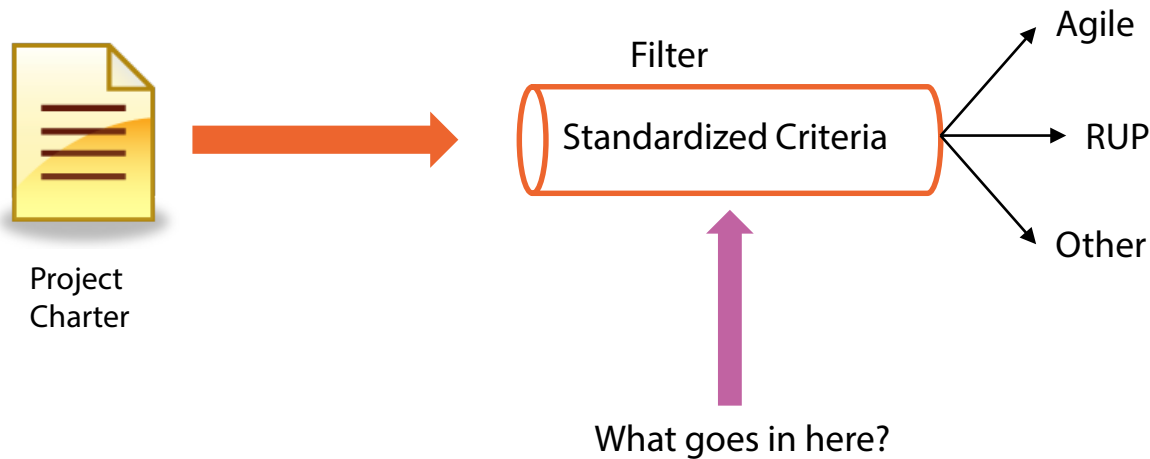 Project
Charter
Filter
Standardized Criteria
Agile
RUP
Other
What goes in here?